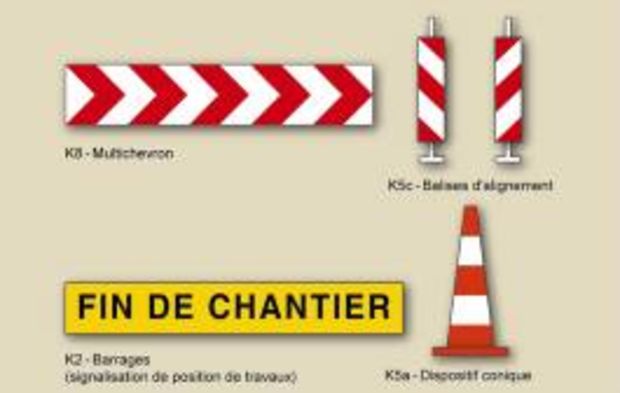 K8 - Multichevron
K5c - Balises d'alignement
FIN DE CHANTIER
K2 - Barrages
(signalisation de position de travaux)
K5a - Dispositif conique